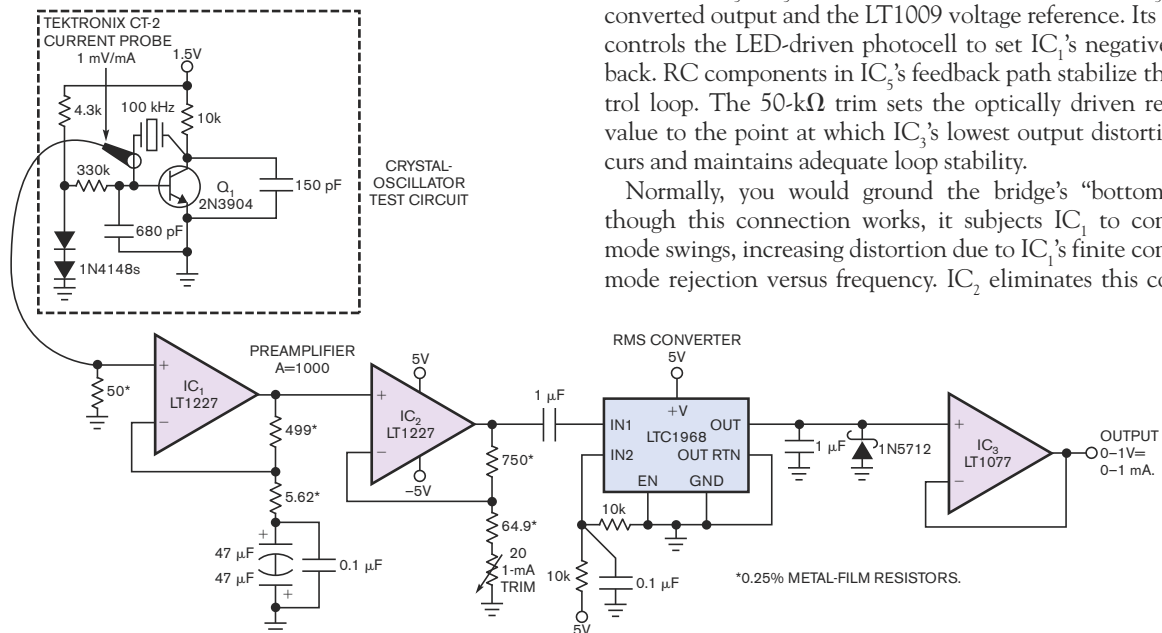 TEKTRONIX CT-2
CURRENT PROBE
1 mV/mA
1.5V
4.3k
100 kHz
10k
330k
Q₁
2N3904
150 pF
680 pF
1N4148s
CRYSTAL-
OSCILLATOR
TEST CIRCUIT
converted output and the LT1009 voltage reference. Its
controls the LED-driven photocell to set IC₁'s negative
back. RC components in IC₅'s feedback path stabilize th
trol loop. The 50-kΩ trim sets the optically driven re
value to the point at which IC₃'s lowest output distorti
curs and maintains adequate loop stability.
Normally, you would ground the bridge's “bottom
though this connection works, it subjects IC₁ to con
mode swings, increasing distortion due to IC₁'s finite con
mode rejection versus frequency. IC₂ eliminates this co
50*
+
−
IC₁
LT1227
PREAMPLIFIER
A=1000
499*
5.62*
+
47 µF
47 µF
+
0.1 µF
5V
+
−
IC₂
LT1227
–5V
750*
64.9*
20
1-mA
TRIM
1 µF
RMS CONVERTER
5V
+V
IN1
OUT
LTC1968
IN2
OUT RTN
EN
GND
10k
10k
0.1 µF
5V
1 µF
1N5712
+
−
IC₃
LT1077
OUTPUT
0–1V=
0–1 mA.
*0.25% METAL-FILM RESISTORS.